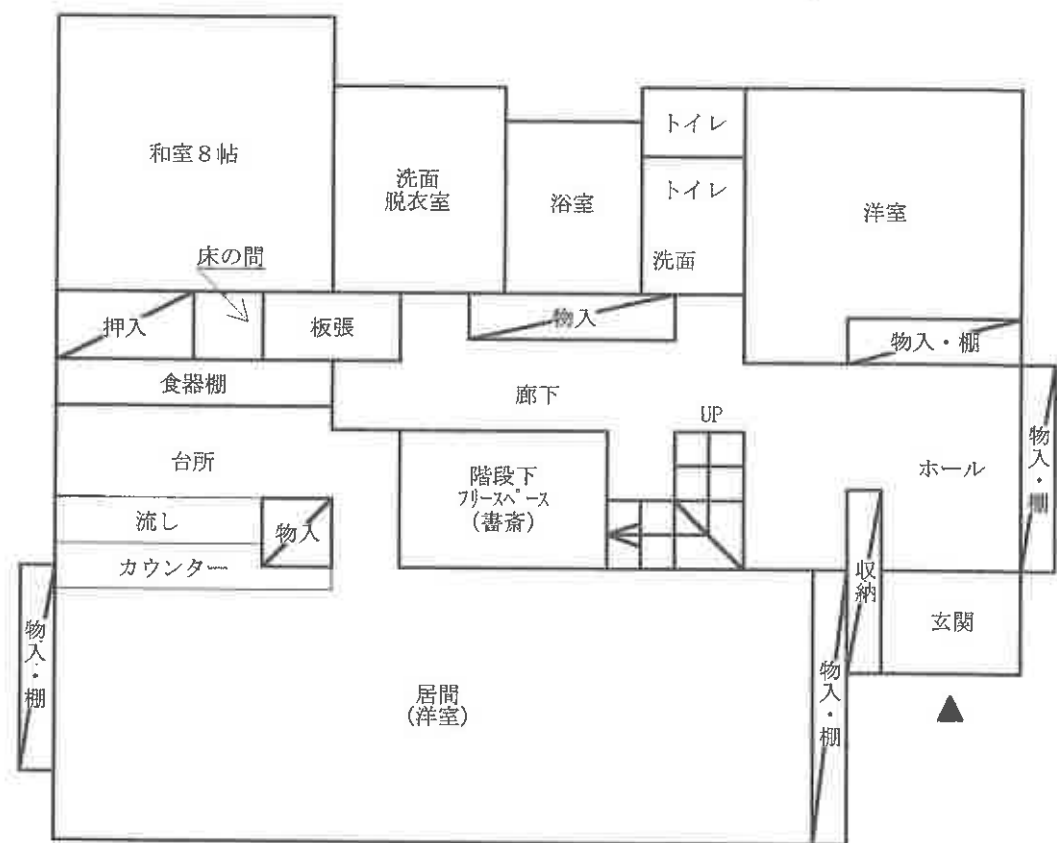 和室８帖
洗面
脱衣室
浴室
トイレ
トイレ
洗面
洋室
床の間
押入
板張
物入
物入・棚
食器棚
廊下
UP
ホール
物入・棚
台所
階段下
ﾌﾘｰｽﾍﾟｰｽ
(書斎)
流し
物入
カウンター
収納
玄関
物入・棚
居間
(洋室)
物入・棚
▲